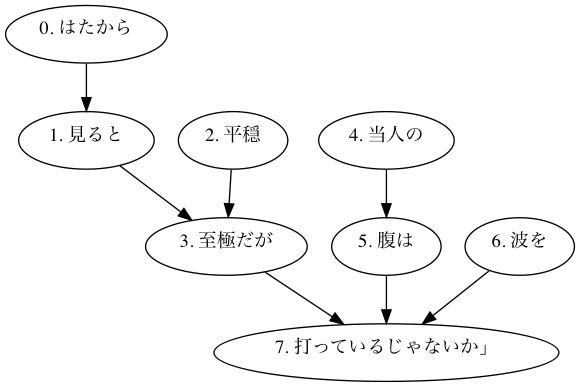 0. はたから
1. 見ると
2. 平穏
4. 当人の
3. 至極だが
5. 腹は
6. 波を
7. 打っているじゃないか」